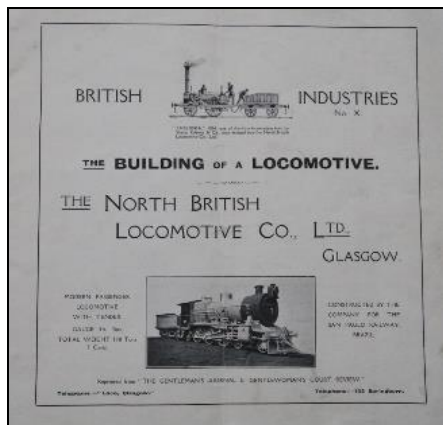 BRITISH INDUSTRIES
No. X.
THE BUILDING OF A LOCOMOTIVE.
THE NORTH BRITISH
LOCOMOTIVE CO., LTD.
GLASGOW.
MODERN PASSENGER
LOCOMOTIVE
WITH TENDER
TOTAL WEIGHT
CONSTRUCTED BY THE
COMPANY FOR THE
SAN PAULO RAILWAY,
BRAZIL.
Reprinted from "THE GENTLEMAN'S JOURNAL & GENTLEWOMAN'S COURT REVIEW."
Telegrams—"Loco, Glasgow."
Telephone: